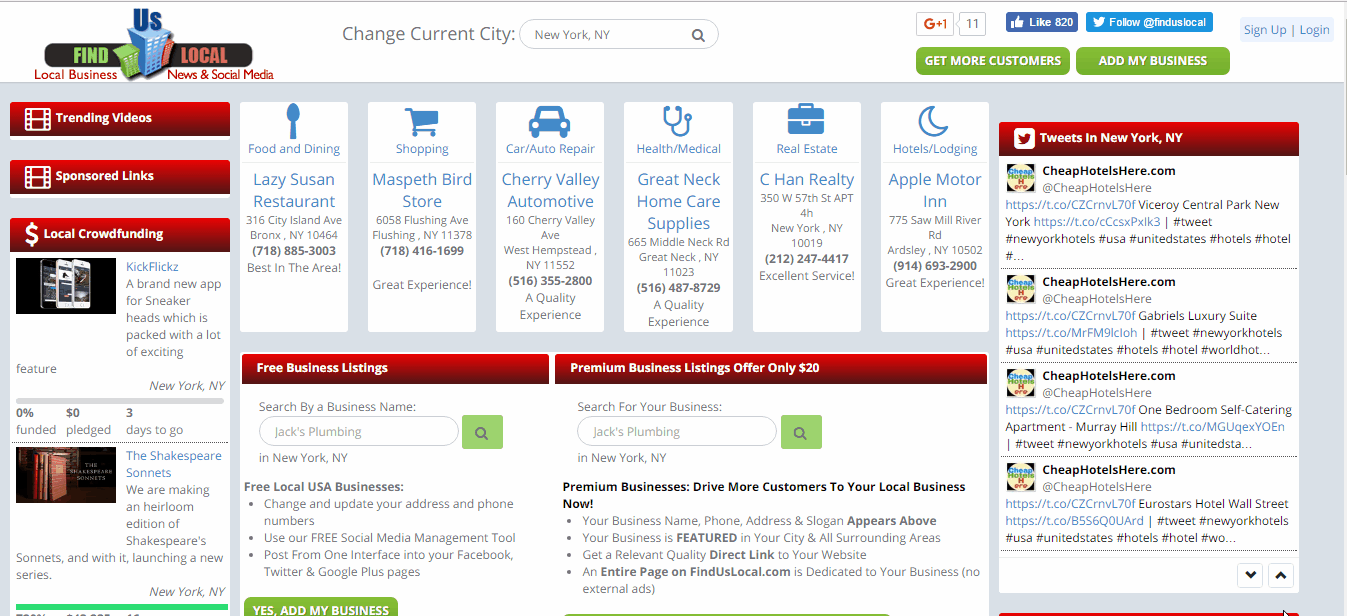 Us
FIND LOCAL
Local Business News & Social Media
Change Current City: New York, NY
G+1 11
Like 820
Follow @finduslocal
Sign Up | Login
GET MORE CUSTOMERS
ADD MY BUSINESS
Trending Videos
Sponsored Links
$ Local Crowdfunding
KickFlickz
A brand new app
for Sneaker
heads which is
packed with a lot
of exciting
feature
New York, NY
0% $0 3
funded pledged days to go
THE
SHAKESPEARE
SONNETS
The Shakespeare
Sonnets
We are making
an heirloom
edition of
Shakespeare's
Sonnets, and with it, launching a new
series.
New York, NY
Food and Dining
Lazy Susan
Restaurant
316 City Island Ave
Bronx , NY 10464
(718) 885-3003
Best In The Area!
Shopping
Maspeth Bird
Store
6058 Flushing Ave
Flushing , NY 11378
(718) 416-1699
Great Experience!
Car/Auto Repair
Cherry Valley
Automotive
160 Cherry Valley
Ave
West Hempstead ,
NY 11552
(516) 355-2800
A Quality
Experience
Health/Medical
Great Neck
Home Care
Supplies
665 Middle Neck Rd
Great Neck , NY
11023
(516) 487-8729
A Quality
Experience
Real Estate
C Han Realty
350 W 57th St APT
4h
New York , NY
10019
(212) 247-4417
Excellent Service!
Hotels/Lodging
Apple Motor
Inn
775 Saw Mill River
Rd
Ardsley , NY 10502
(914) 693-2900
Great Experience!
Free Business Listings
Search By a Business Name:
Jack's Plumbing
in New York, NY
Free Local USA Businesses:
• Change and update your address and phone
numbers
• Use our FREE Social Media Management Tool
• Post From One Interface into your Facebook,
Twitter & Google Plus pages
YES, ADD MY BUSINESS
Premium Business Listings Offer Only $20
Search For Your Business:
Jack's Plumbing
in New York, NY
Premium Businesses: Drive More Customers To Your Local Business
Now!
• Your Business Name, Phone, Address & Slogan Appears Above
• Your Business is FEATURED in Your City & All Surrounding Areas
• Get a Relevant Quality Direct Link to Your Website
• An Entire Page on FindUsLocal.com is Dedicated to Your Business (no
external ads)
Tweets In New York, NY
CheapHotelsHere.com
@CheapHotelsHere
https://t.co/CZCrnvL70f Viceroy Central Park New
York https://t.co/cCcsxPxIk3 | #tweet
#newyorkhotels #usa #unitedstates #hotels #hotel
#...
CheapHotelsHere.com
@CheapHotelsHere
https://t.co/CZCrnvL70f Gabriels Luxury Suite
https://t.co/MrFM9lcIoh | #tweet #newyorkhotels
#usa #unitedstates #hotels #hotel #worldhot...
CheapHotelsHere.com
@CheapHotelsHere
https://t.co/CZCrnvL70f One Bedroom Self-Catering
Apartment - Murray Hill https://t.co/MGUqexYOEn
| #tweet #newyorkhotels #usa #unitedsta...
CheapHotelsHere.com
@CheapHotelsHere
https://t.co/CZCrnvL70f Eurostars Hotel Wall Street
https://t.co/B5S6Q0UArd | #tweet #newyorkhotels
#usa #unitedstates #hotels #hotel #wo...